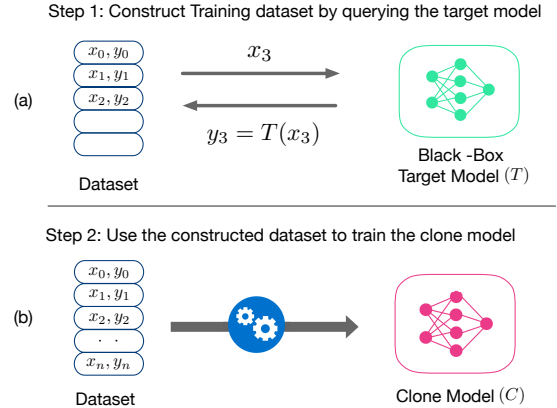 Step 1: Construct Training dataset by querying the target model
(a)
x₀, y₀
x₁, y₁
x₂, y₂
Dataset
x₃
y₃ = T(x₃)
Black -Box
Target Model (T)
Step 2: Use the constructed dataset to train the clone model
(b)
x₀, y₀
x₁, y₁
x₂, y₂
. .
xₙ, yₙ
Dataset
Clone Model (C)